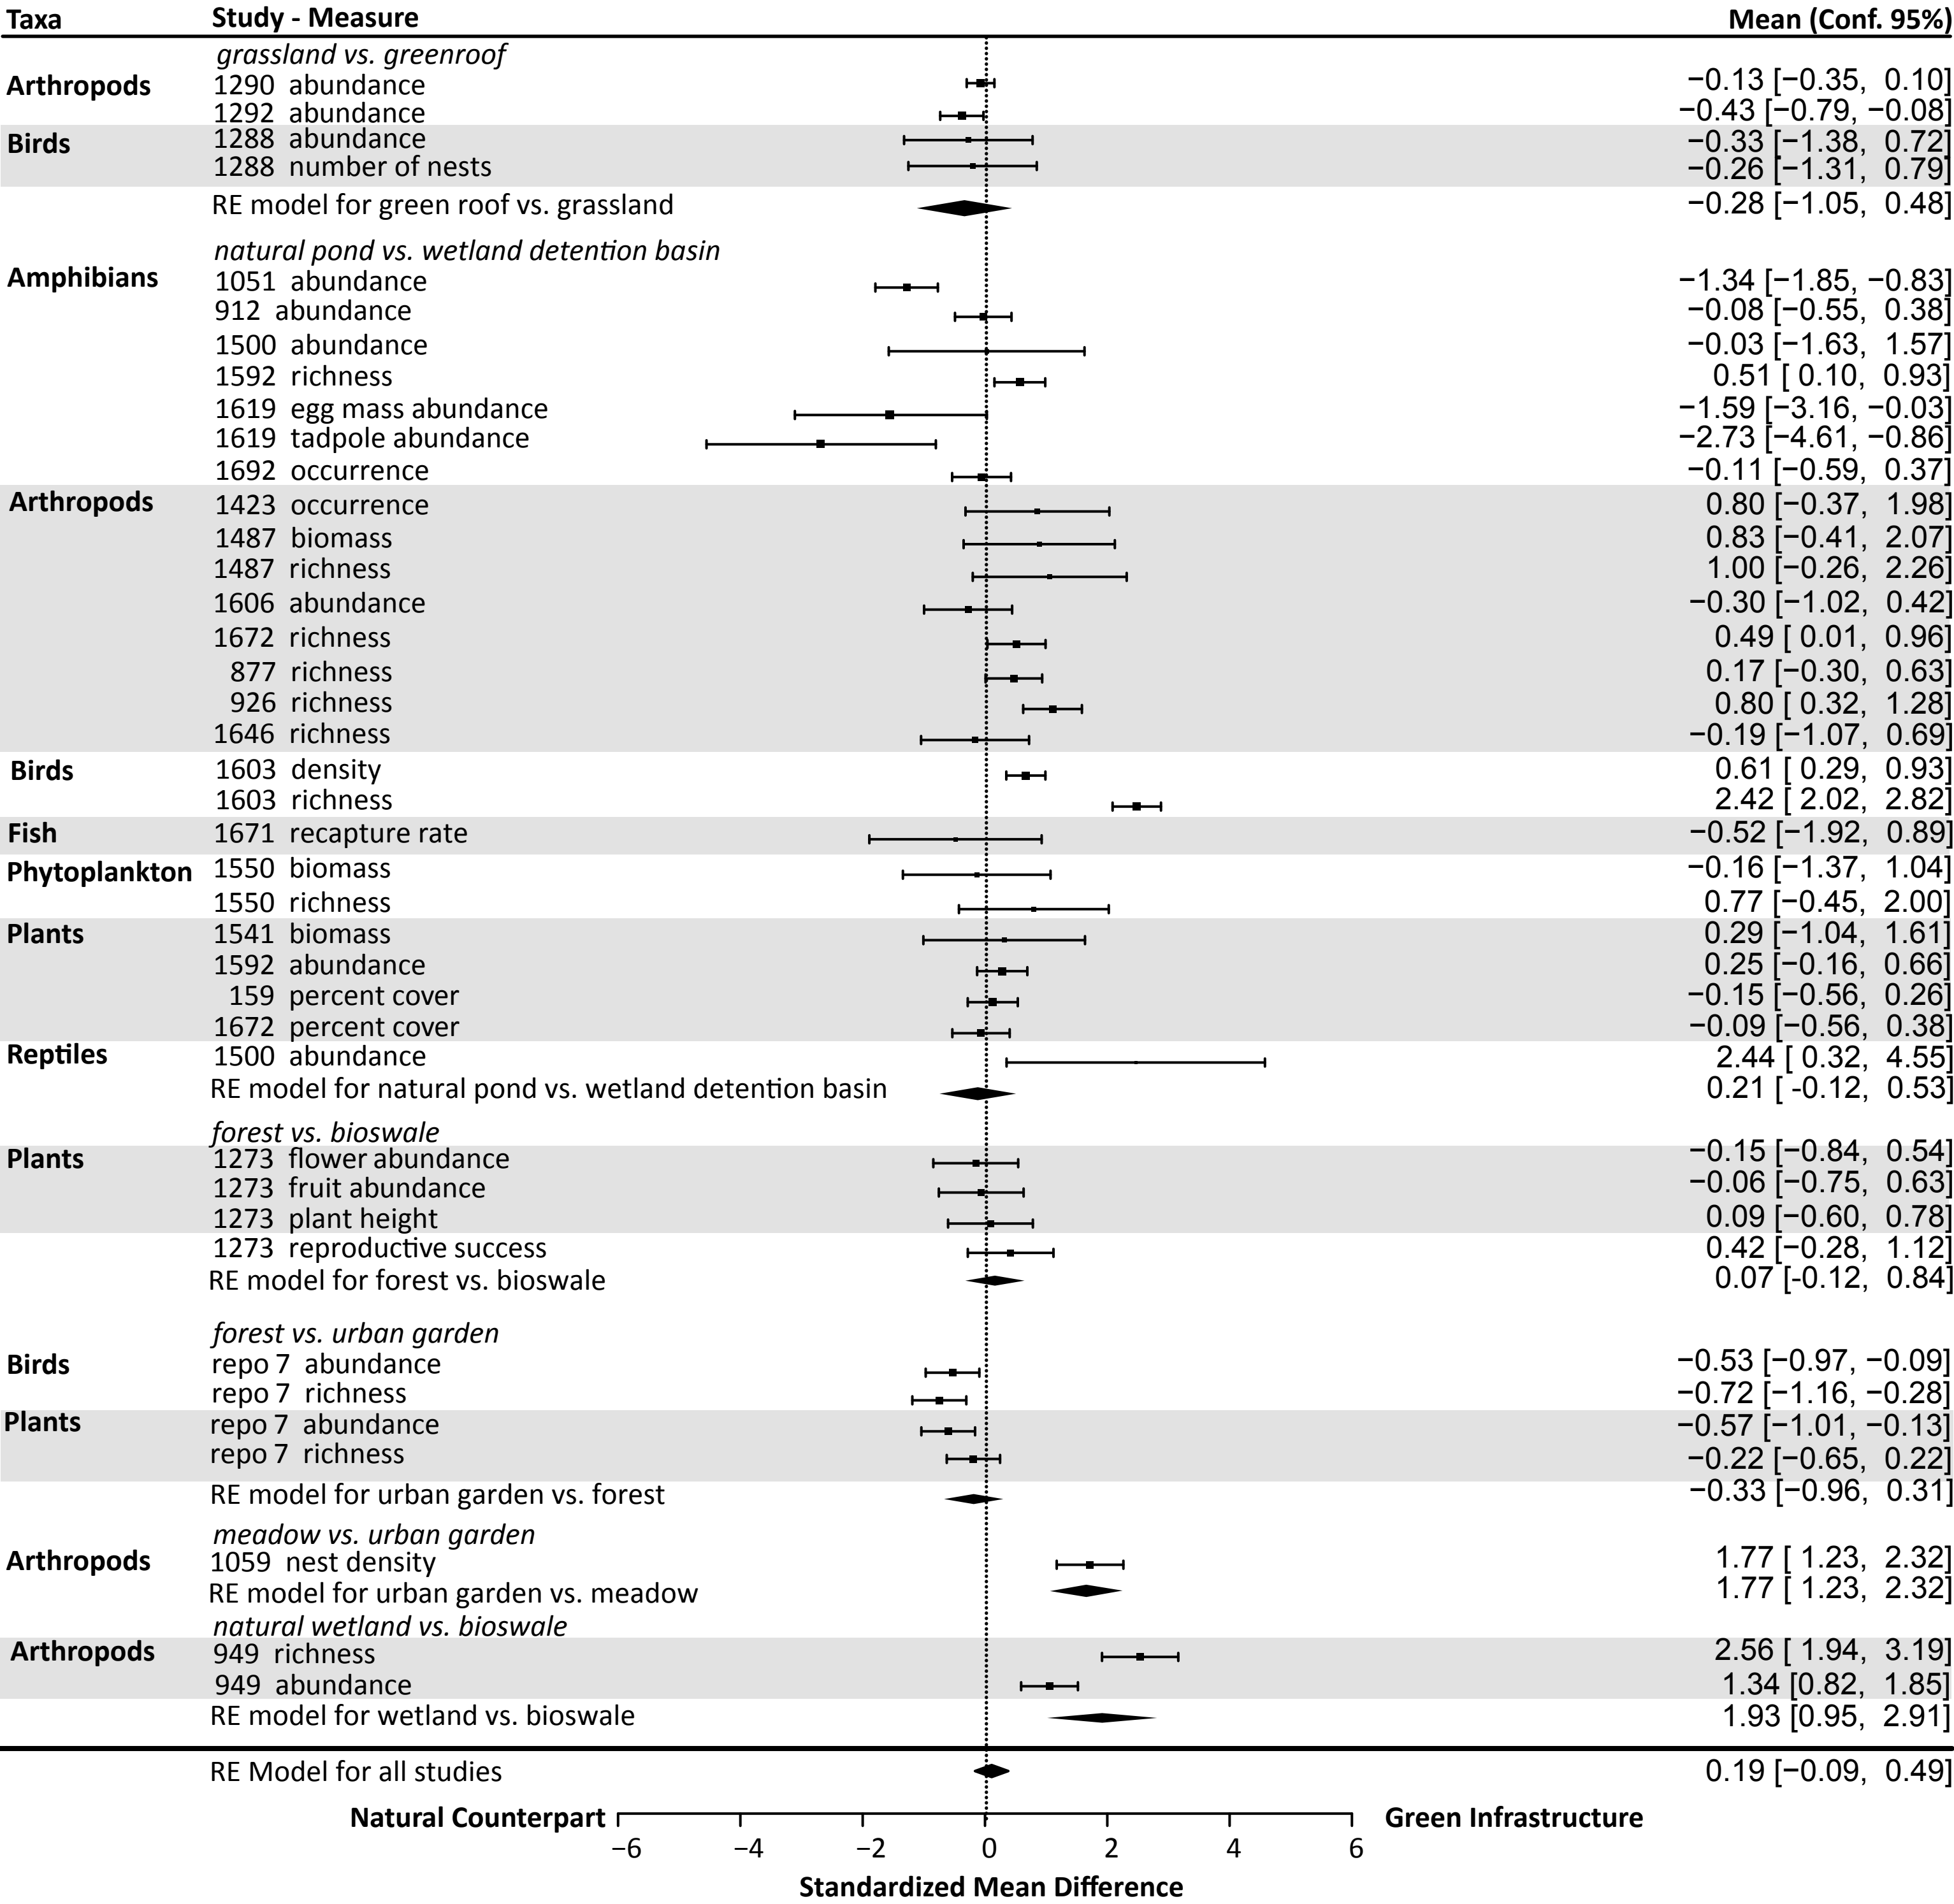 Taxa Study - Measure Mean (Conf. 95%)
grassland vs. greenroof
Arthropods 1290 abundance −0.13 [−0.35, 0.10]
1292 abundance −0.43 [−0.79, −0.08]
Birds 1288 abundance −0.33 [−1.38, 0.72]
1288 number of nests −0.26 [−1.31, 0.79]
RE model for green roof vs. grassland −0.28 [−1.05, 0.48]
natural pond vs. wetland detention basin
Amphibians 1051 abundance −1.34 [−1.85, −0.83]
912 abundance −0.08 [−0.55, 0.38]
1500 abundance −0.03 [−1.63, 1.57]
1592 richness 0.51 [ 0.10, 0.93]
1619 egg mass abundance −1.59 [−3.16, −0.03]
1619 tadpole abundance −2.73 [−4.61, −0.86]
1692 occurrence −0.11 [−0.59, 0.37]
Arthropods 1423 occurrence 0.80 [−0.37, 1.98]
1487 biomass 0.83 [−0.41, 2.07]
1487 richness 1.00 [−0.26, 2.26]
1606 abundance −0.30 [−1.02, 0.42]
1672 richness 0.49 [ 0.01, 0.96]
877 richness 0.17 [−0.30, 0.63]
926 richness 0.80 [ 0.32, 1.28]
1646 richness −0.19 [−1.07, 0.69]
Birds 1603 density 0.61 [ 0.29, 0.93]
1603 richness 2.42 [ 2.02, 2.82]
Fish 1671 recapture rate −0.52 [−1.92, 0.89]
Phytoplankton 1550 biomass −0.16 [−1.37, 1.04]
1550 richness 0.77 [−0.45, 2.00]
Plants 1541 biomass 0.29 [−1.04, 1.61]
1592 abundance 0.25 [−0.16, 0.66]
159 percent cover −0.15 [−0.56, 0.26]
1672 percent cover −0.09 [−0.56, 0.38]
Reptiles 1500 abundance 2.44 [ 0.32, 4.55]
RE model for natural pond vs. wetland detention basin 0.21 [ -0.12, 0.53]
forest vs. bioswale
Plants 1273 flower abundance −0.15 [−0.84, 0.54]
1273 fruit abundance −0.06 [−0.75, 0.63]
1273 plant height 0.09 [−0.60, 0.78]
1273 reproductive success 0.42 [−0.28, 1.12]
RE model for forest vs. bioswale 0.07 [-0.12, 0.84]
forest vs. urban garden
Birds repo 7 abundance −0.53 [−0.97, −0.09]
repo 7 richness −0.72 [−1.16, −0.28]
Plants repo 7 abundance −0.57 [−1.01, −0.13]
repo 7 richness −0.22 [−0.65, 0.22]
RE model for urban garden vs. forest −0.33 [−0.96, 0.31]
meadow vs. urban garden
Arthropods 1059 nest density 1.77 [ 1.23, 2.32]
RE model for urban garden vs. meadow 1.77 [ 1.23, 2.32]
natural wetland vs. bioswale
Arthropods 949 richness 2.56 [ 1.94, 3.19]
949 abundance 1.34 [0.82, 1.85]
RE model for wetland vs. bioswale 1.93 [0.95, 2.91]
RE Model for all studies 0.19 [−0.09, 0.49]
Natural Counterpart Green Infrastructure
−6 −4 −2 0 2 4 6
Standardized Mean Difference